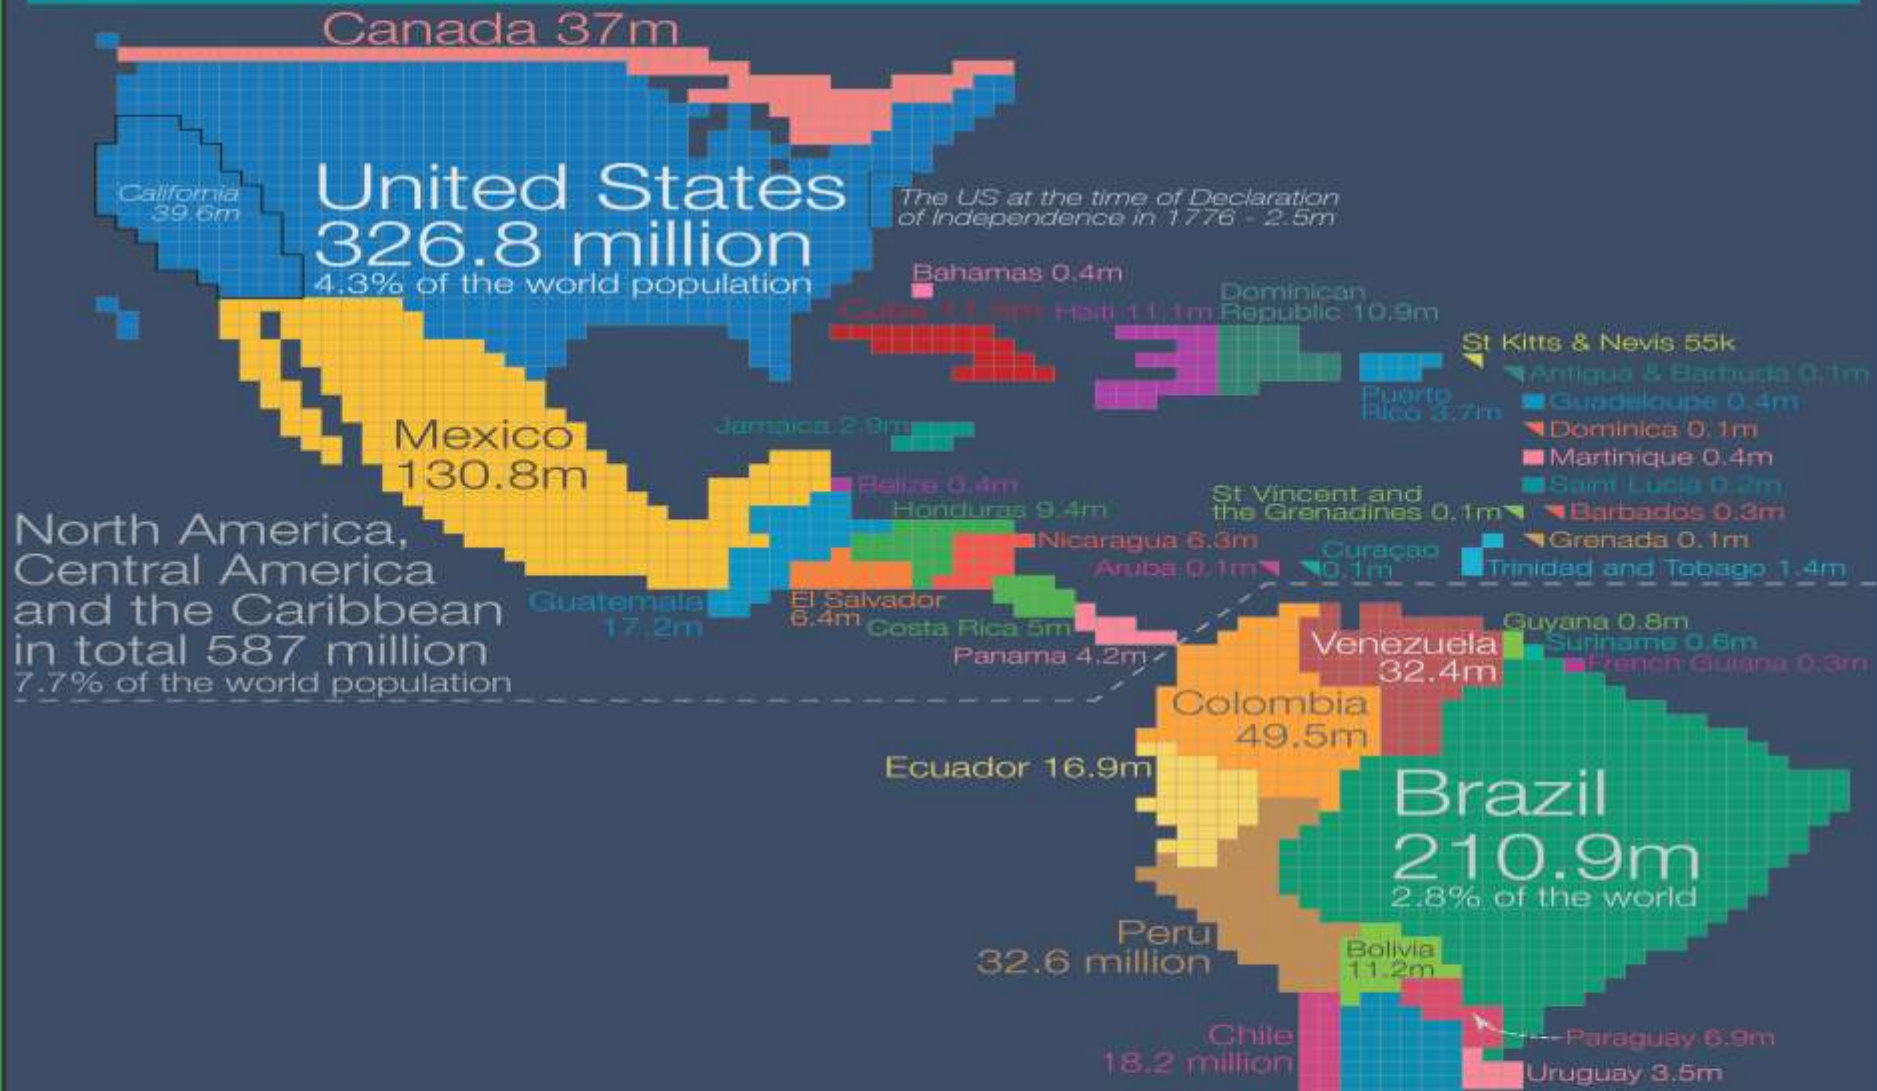 Canada 37m
California
39.6m
United States
326.8 million
4.3% of the world population
The US at the time of Declaration
of Independence in 1776 - 2.5m
Bahamas 0.4m
Cuba
Haiti 11.1m
Dominican
Republic 10.9m
St Kitts & Nevis 55k
Antigua & Barbuda 0.1m
Puerto
Rico 3.7m
Guadeloupe 0.4m
Dominica 0.1m
Martinique 0.4m
Saint Lucia 0.2m
Mexico
130.8m
Jamaica 2.9m
Belize 0.4m
Honduras 9.4m
St Vincent and
the Grenadines 0.1m
Barbados 0.3m
Nicaragua 6.3m
Grenada 0.1m
Aruba 0.1m
Curaçao
0.1m
Trinidad and Tobago 1.4m
North America,
Central America
and the Caribbean
in total 587 million
7.7% of the world population
Guatemala
17.2m
El Salvador
6.4m
Costa Rica 5m
Panama 4.2m
Venezuela
32.4m
Guyana 0.8m
Suriname 0.6m
French Guiana 0.3m
Colombia
49.5m
Ecuador 16.9m
Brazil
210.9m
2.8% of the world
Peru
32.6 million
Bolivia
11.2m
Chile
18.2 million
Paraguay 6.9m
Uruguay 3.5m